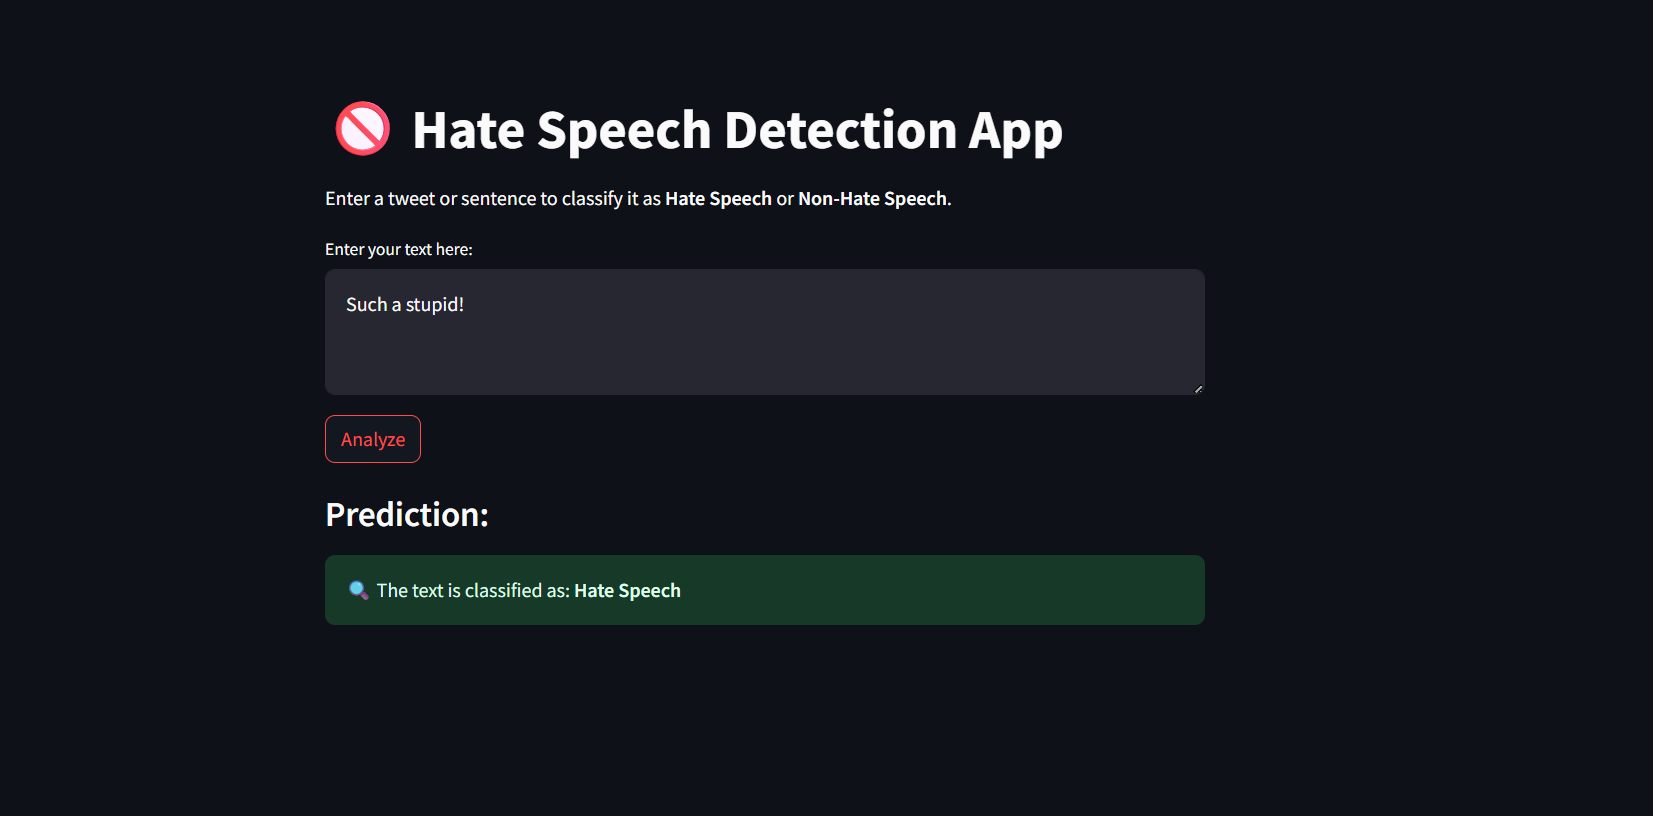 🚫 Hate Speech Detection App
Enter a tweet or sentence to classify it as Hate Speech or Non-Hate Speech.
Enter your text here:
Such a stupid!
Analyze
Prediction:
🔍 The text is classified as: Hate Speech